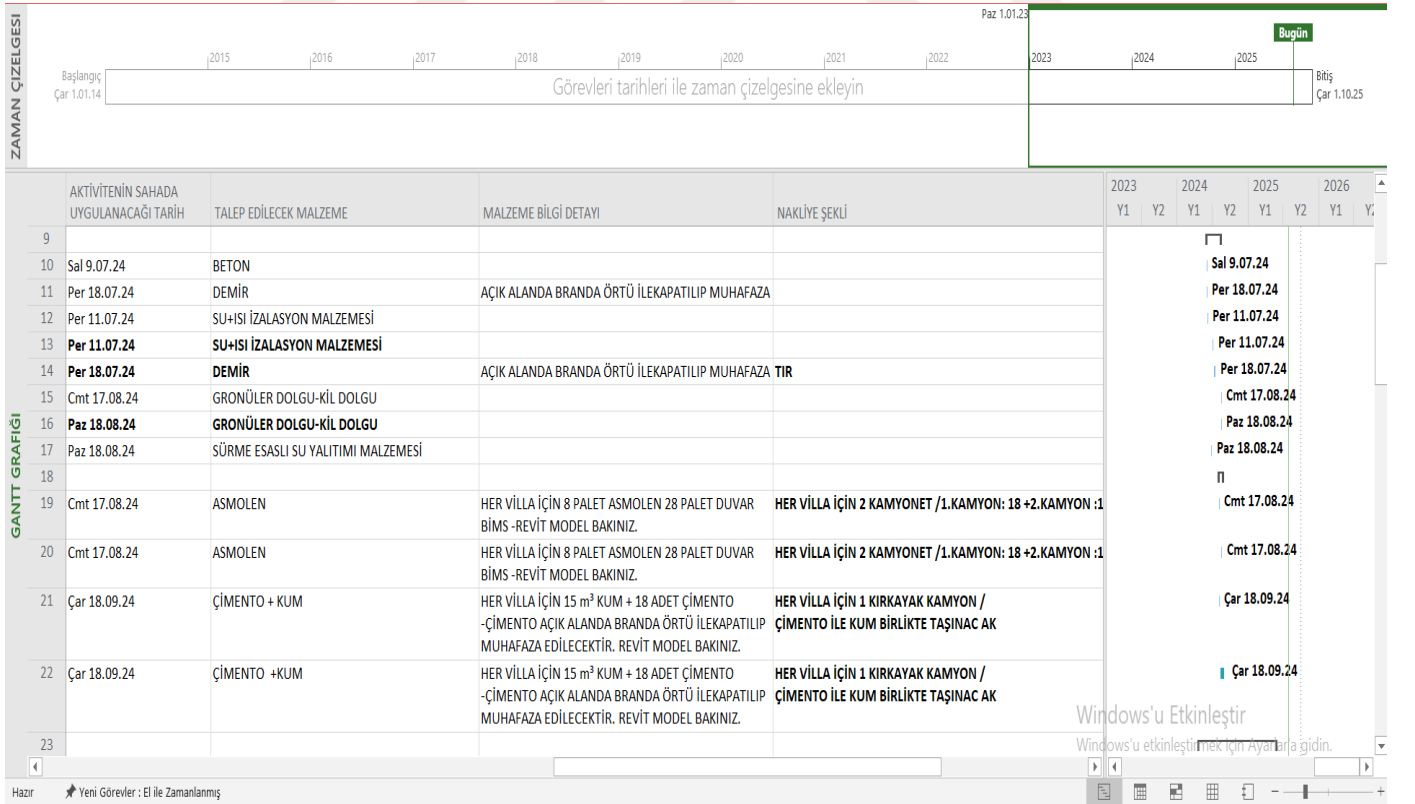 ZAMAN ÇIZELGESI
Paz 1.01.23
Bugün
2015 2016 2017 2018 2019 2020 2021 2022 2023 2024 2025
Başlangıç
Çar 1.01.14
Görevleri tarihleri ile zaman çizelgesine ekleyin
Bitiş
Çar 1.10.25
GANTT GRAFIĞI
AKTİVİTENİN SAHADA
UYGULANACAĞI TARİH TALEP EDİLECEK MALZEME MALZEME BİLGİ DETAYI NAKLİYE ŞEKLİ
2023 2024 2025 2026
Y1 Y2 Y1 Y2 Y1 Y2 Y1
9
10 Sal 9.07.24 BETON Sal 9.07.24
11 Per 18.07.24 DEMİR AÇIK ALANDA BRANDA ÖRTÜ İLEKAPATILIP MUHAFAZA Per 18.07.24
12 Per 11.07.24 SU+ISI İZALASYON MALZEMESİ Per 11.07.24
13 Per 11.07.24 SU+ISI İZALASYON MALZEMESİ Per 11.07.24
14 Per 18.07.24 DEMİR AÇIK ALANDA BRANDA ÖRTÜ İLEKAPATILIP MUHAFAZA TIR Per 18.07.24
15 Cmt 17.08.24 GRONÜLER DOLGU-KİL DOLGU Cmt 17.08.24
16 Paz 18.08.24 GRONÜLER DOLGU-KİL DOLGU Paz 18.08.24
17 Paz 18.08.24 SÜRME ESASLI SU YALITIMI MALZEMESİ Paz 18.08.24
18
19 Cmt 17.08.24 ASMOLEN HER VİLLA İÇİN 8 PALET ASMOLEN 28 PALET DUVAR HER VİLLA İÇİN 2 KAMYONET /1.KAMYON: 18 +2.KAMYON :1 Cmt 17.08.24
BİMS -REVİT MODEL BAKINIZ.
20 Cmt 17.08.24 ASMOLEN HER VİLLA İÇİN 8 PALET ASMOLEN 28 PALET DUVAR HER VİLLA İÇİN 2 KAMYONET /1.KAMYON: 18 +2.KAMYON :1 Cmt 17.08.24
BİMS -REVİT MODEL BAKINIZ.
21 Çar 18.09.24 ÇİMENTO + KUM HER VİLLA İÇİN 15 m³ KUM + 18 ADET ÇİMENTO HER VİLLA İÇİN 1 KIRKAYAK KAMYON / Çar 18.09.24
-ÇİMENTO AÇIK ALANDA BRANDA ÖRTÜ İLEKAPATILIP ÇİMENTO İLE KUM BİRLİKTE TAŞINAC AK
MUHAFAZA EDİLECEKTİR. REVİT MODEL BAKINIZ.
22 Çar 18.09.24 ÇİMENTO +KUM HER VİLLA İÇİN 15 m³ KUM + 18 ADET ÇİMENTO HER VİLLA İÇİN 1 KIRKAYAK KAMYON / Çar 18.09.24
-ÇİMENTO AÇIK ALANDA BRANDA ÖRTÜ İLEKAPATILIP ÇİMENTO İLE KUM BİRLİKTE TAŞINAC AK
MUHAFAZA EDİLECEKTİR. REVİT MODEL BAKINIZ.
23
Windows'u Etkinleştir
Windows'u etkinleştirmek için Ayarlar'a gidin.
Hazır Yeni Görevler : El ile Zamanlanmış